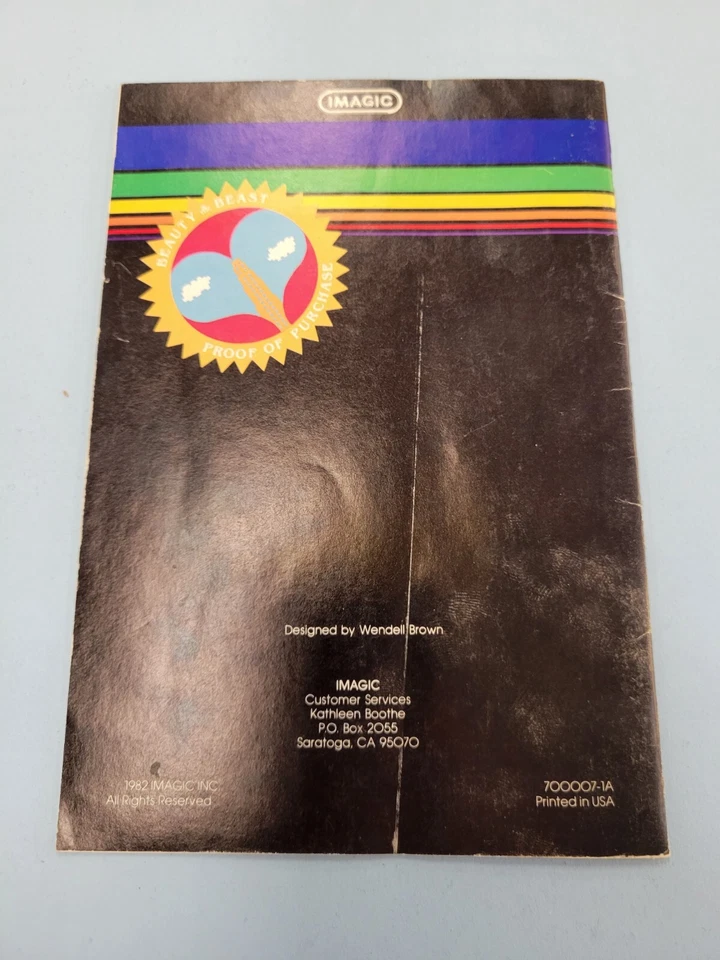 IMAGIC
BEAUTY & BEAST
PROOF OF PURCHASE
Designed by Wendell Brown
IMAGIC
Customer Services
Kathleen Boothe
P.O. Box 2055
Saratoga, CA 95070
1982 IMAGIC INC
All Rights Reserved
700007-1A
Printed in USA